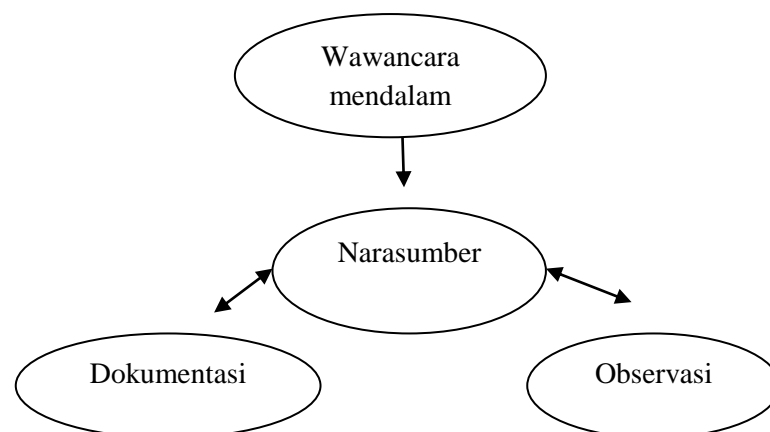 Wawancara
mendalam
Narasumber
Dokumentasi
Observasi